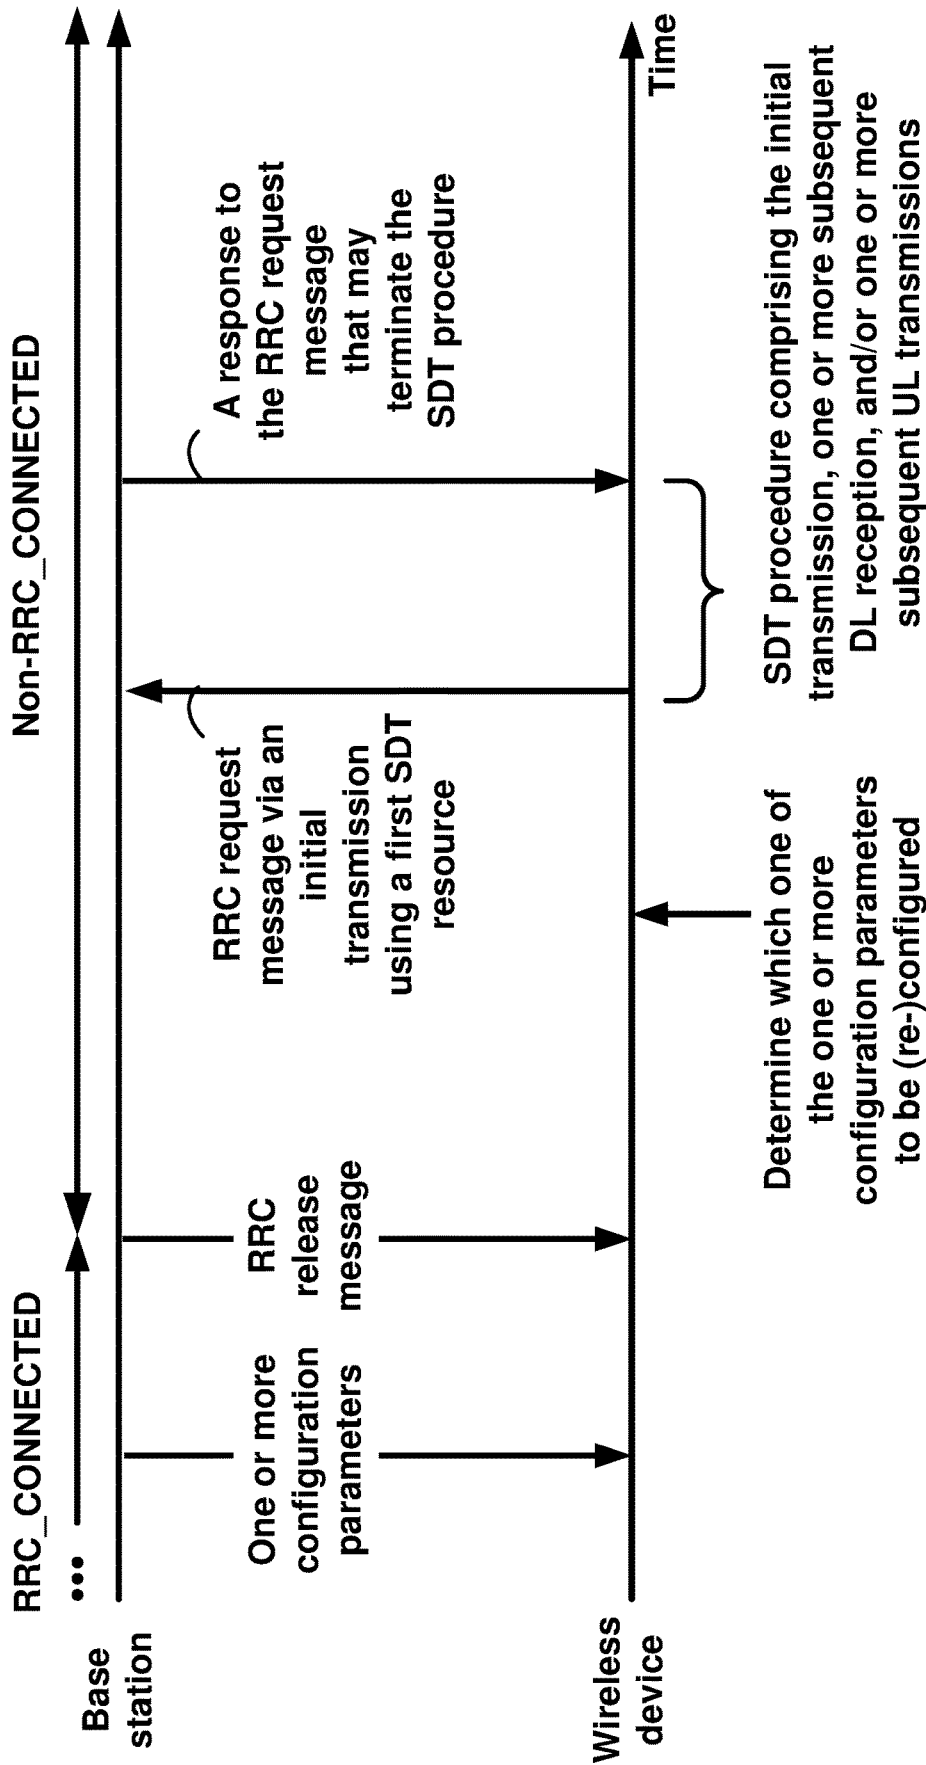 RRC_CONNECTED
Non-RRC_CONNECTED
Base
station
One or more
configuration
parameters
RRC
release
message
RRC request
message via an
initial
transmission
using a first SDT
resource
A response to
the RRC request
message
that may
terminate the
SDT procedure
Wireless
device
Time
Determine which one of
the one or more
configuration parameters
to be (re-)configured
SDT procedure comprising the initial
transmission, one or more subsequent
DL reception, and/or one or more
subsequent UL transmissions